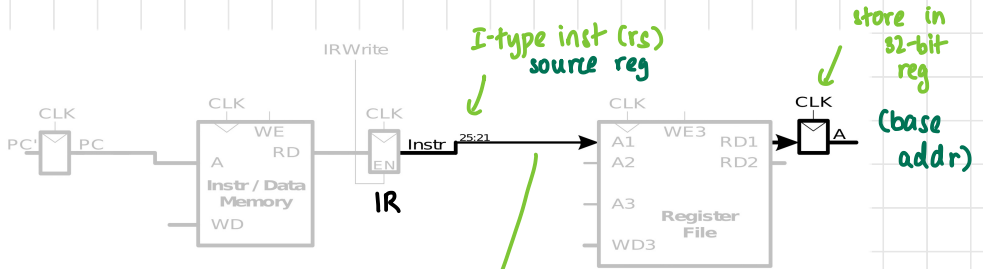 I-type inst (rs)
source reg
store in
32-bit
reg
(base
addr)
IRWrite
CLK
PC'
PC
CLK
WE
A
RD
Instr / Data
Memory
WD
CLK
EN
IR
Instr
25:21
CLK
WE3
A1
RD1
A2
RD2
A3
Register
File
WD3
CLK
A